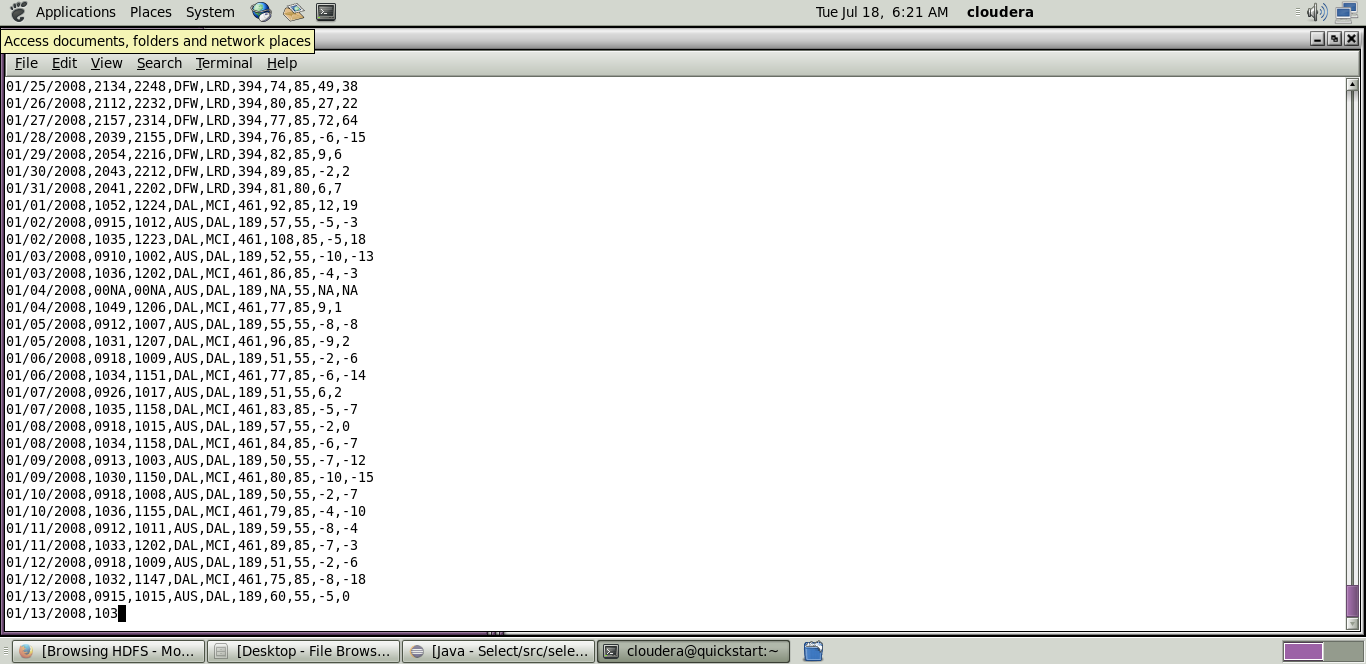 Applications Places System Tue Jul 18, 6:21 AM cloudera
Access documents, folders and network places
File Edit View Search Terminal Help
01/25/2008,2134,2248,DFW,LRD,394,74,85,49,38
01/26/2008,2112,2232,DFW,LRD,394,80,85,27,22
01/27/2008,2157,2314,DFW,LRD,394,77,85,72,64
01/28/2008,2039,2155,DFW,LRD,394,76,85,-6,-15
01/29/2008,2054,2216,DFW,LRD,394,82,85,9,6
01/30/2008,2043,2212,DFW,LRD,394,89,85,-2,2
01/31/2008,2041,2202,DFW,LRD,394,81,80,6,7
01/01/2008,1052,1224,DAL,MCI,461,92,85,12,19
01/02/2008,0915,1012,AUS,DAL,189,57,55,-5,-3
01/02/2008,1035,1223,DAL,MCI,461,108,85,-5,18
01/03/2008,0910,1002,AUS,DAL,189,52,55,-10,-13
01/03/2008,1036,1202,DAL,MCI,461,86,85,-4,-3
01/04/2008,00NA,00NA,AUS,DAL,189,NA,55,NA,NA
01/04/2008,1049,1206,DAL,MCI,461,77,85,9,1
01/05/2008,0912,1007,AUS,DAL,189,55,55,-8,-8
01/05/2008,1031,1207,DAL,MCI,461,96,85,-9,2
01/06/2008,0918,1009,AUS,DAL,189,51,55,-2,-6
01/06/2008,1034,1151,DAL,MCI,461,77,85,-6,-14
01/07/2008,0926,1017,AUS,DAL,189,51,55,6,2
01/07/2008,1035,1158,DAL,MCI,461,83,85,-5,-7
01/08/2008,0918,1015,AUS,DAL,189,57,55,-2,0
01/08/2008,1034,1158,DAL,MCI,461,84,85,-6,-7
01/09/2008,0913,1003,AUS,DAL,189,50,55,-7,-12
01/09/2008,1030,1150,DAL,MCI,461,80,85,-10,-15
01/10/2008,0918,1008,AUS,DAL,189,50,55,-2,-7
01/10/2008,1036,1155,DAL,MCI,461,79,85,-4,-10
01/11/2008,0912,1011,AUS,DAL,189,59,55,-8,-4
01/11/2008,1033,1202,DAL,MCI,461,89,85,-7,-3
01/12/2008,0918,1009,AUS,DAL,189,51,55,-2,-6
01/12/2008,1032,1147,DAL,MCI,461,75,85,-8,-18
01/13/2008,0915,1015,AUS,DAL,189,60,55,-5,0
01/13/2008,103
[Browsing HDFS - Mo... [Desktop - File Brows... [Java - Select/src/sele... cloudera@quickstart:~